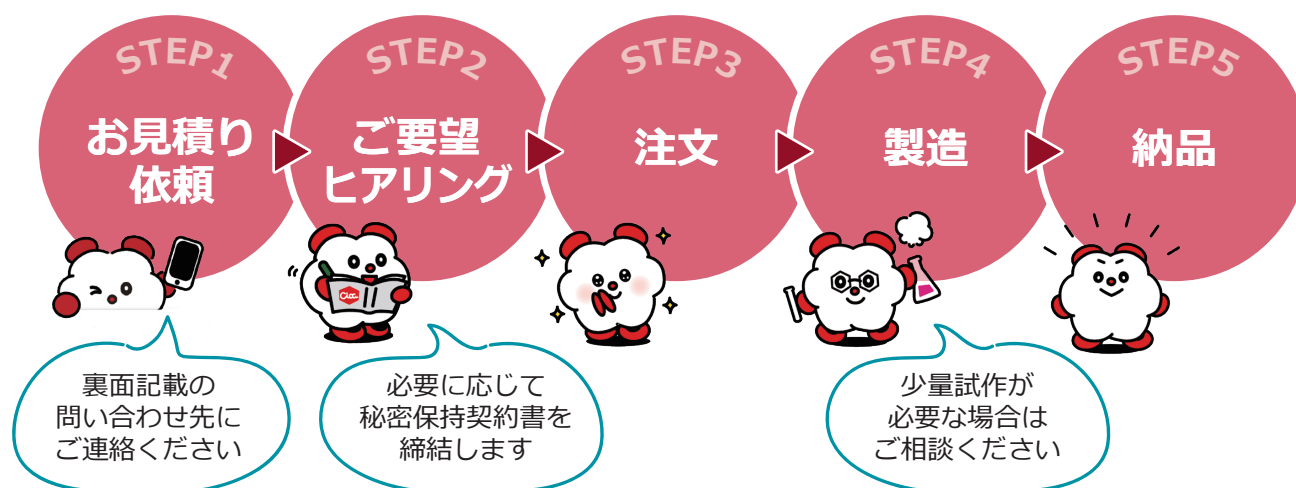 STEP1
お見積り
依頼
STEP2
ご要望
ヒアリング
STEP3
注文
STEP4
製造
STEP5
納品
裏面記載の
問い合わせ先に
ご連絡ください
必要に応じて
秘密保持契約書を
締結します
少量試作が
必要な場合は
ご相談ください